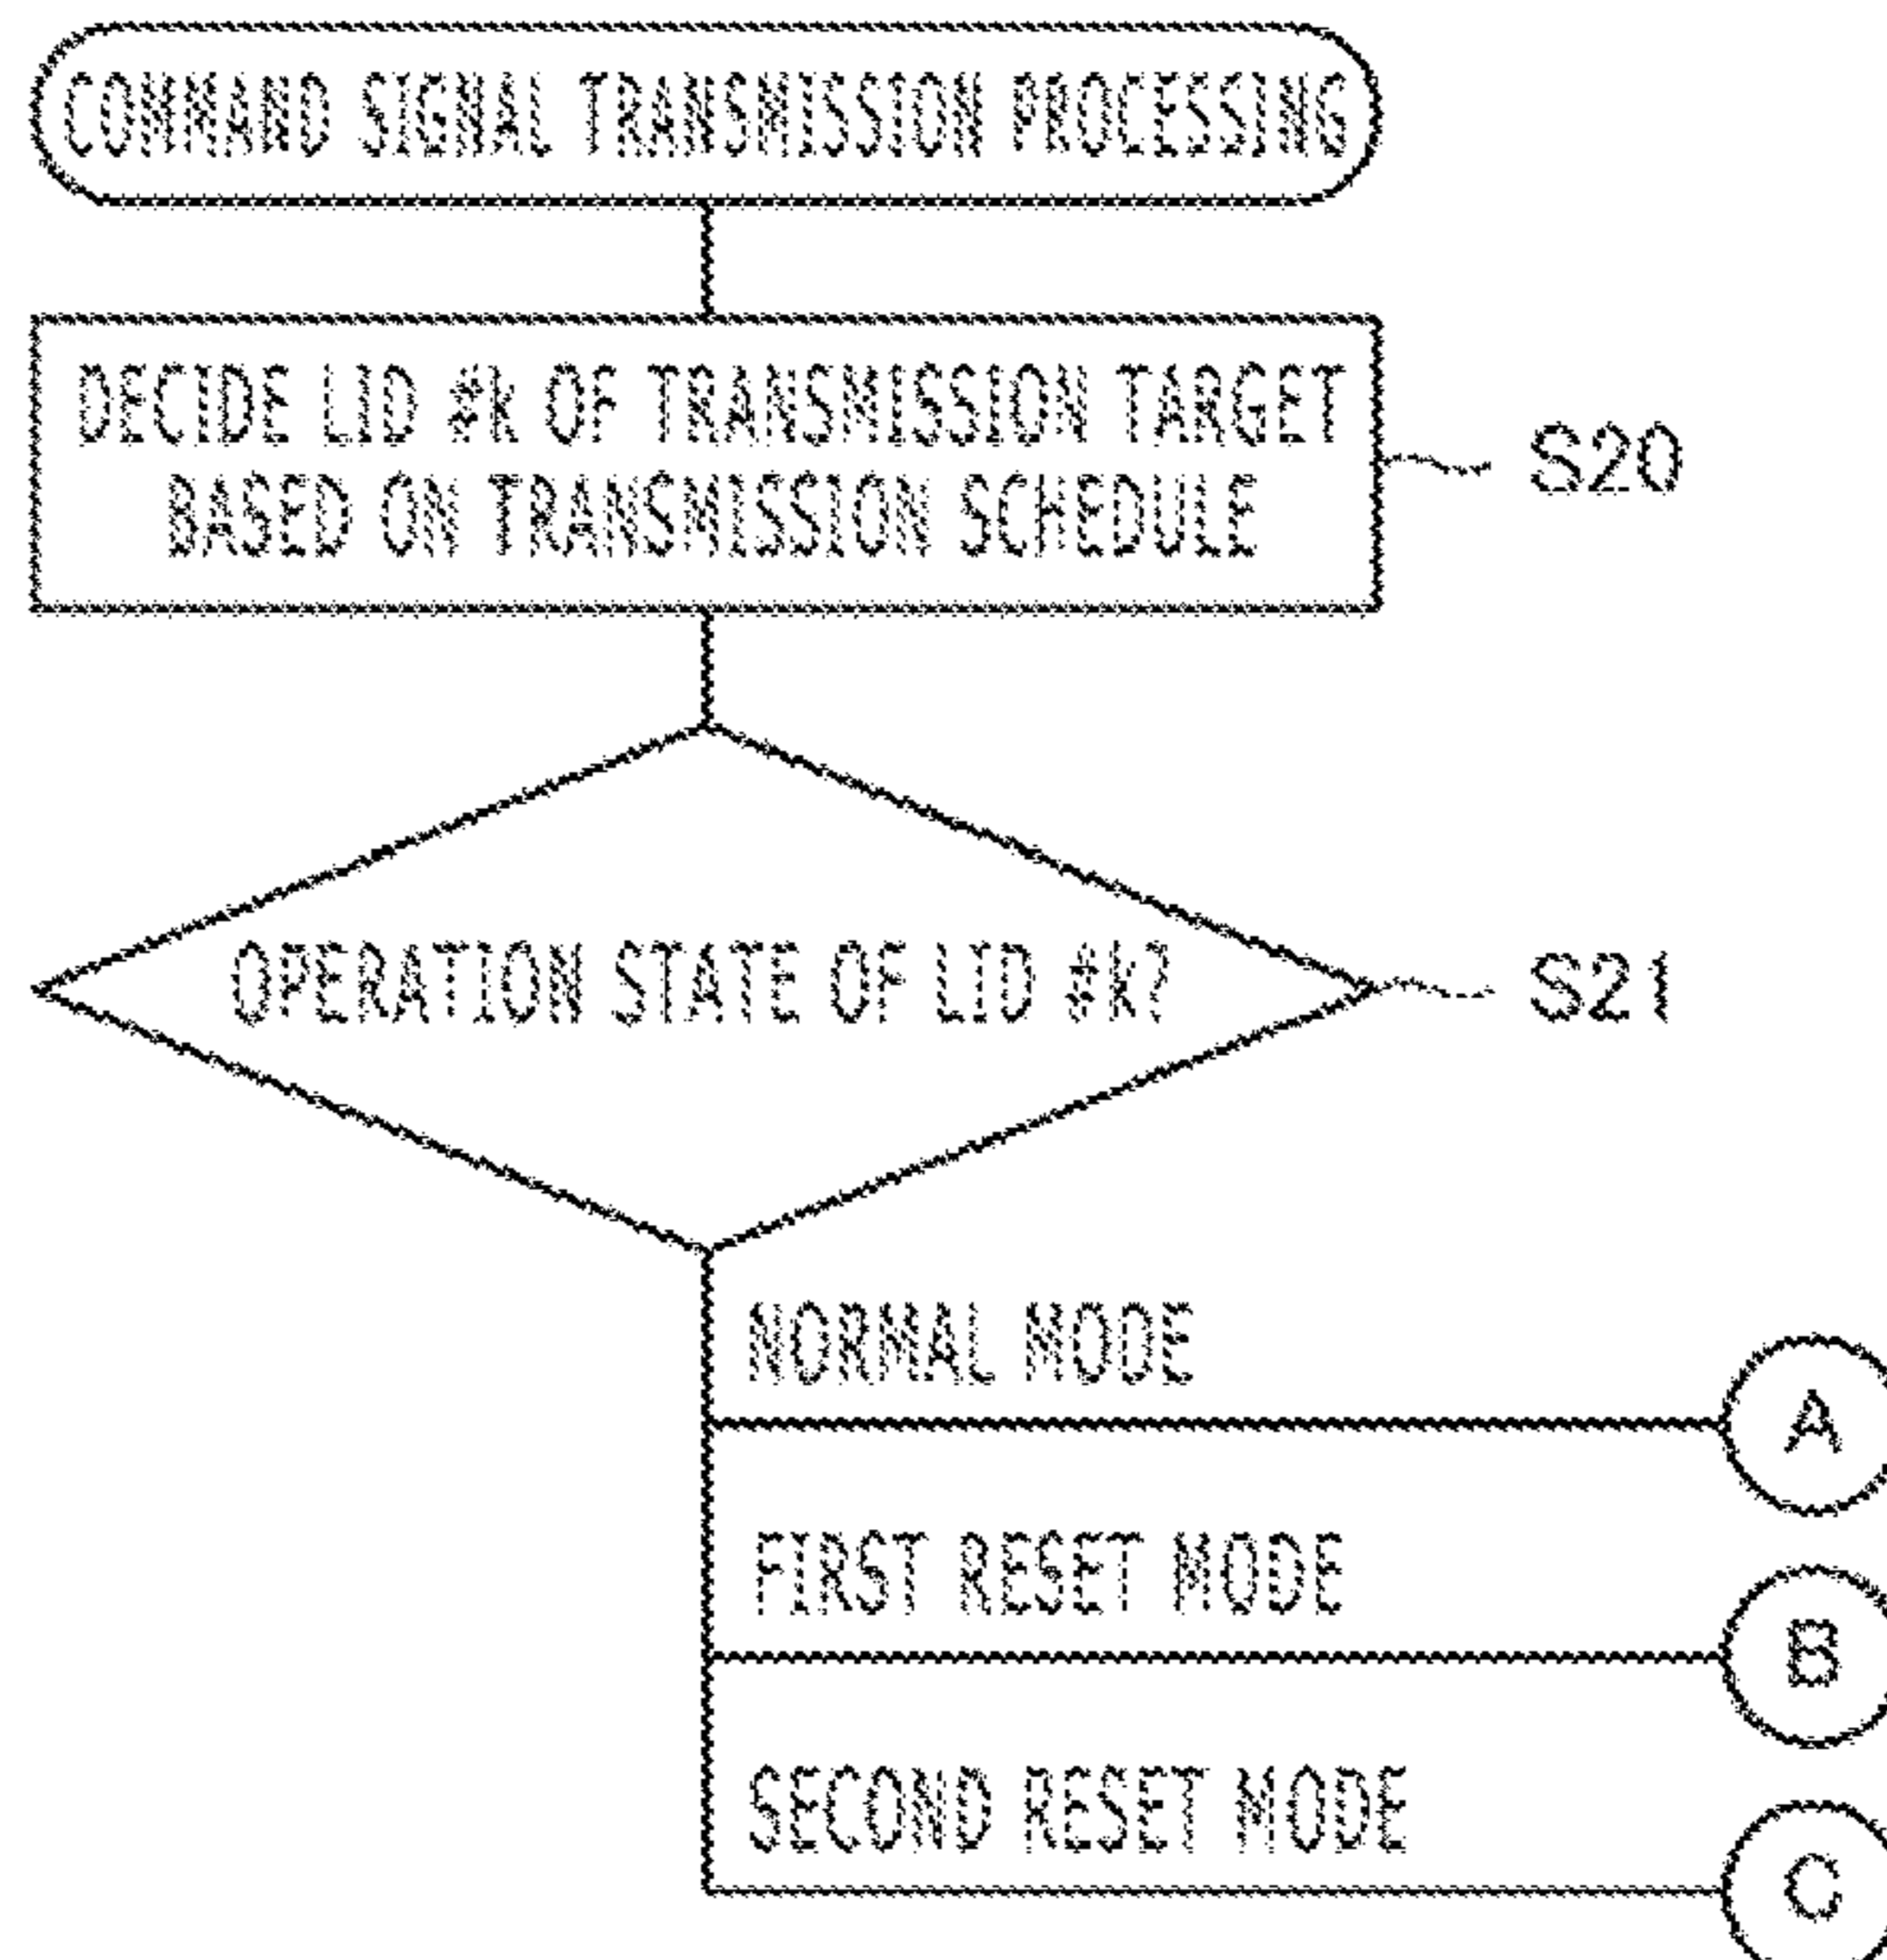 COMMAND SIGNAL TRANSMISSION PROCESSING
DECIDE LID #k OF TRANSMISSION TARGET
BASED ON TRANSMISSION SCHEDULE
S20
OPERATION STATE OF LID #k?
S21
NORMAL MODE
A
FIRST RESET MODE
B
SECOND RESET MODE
C